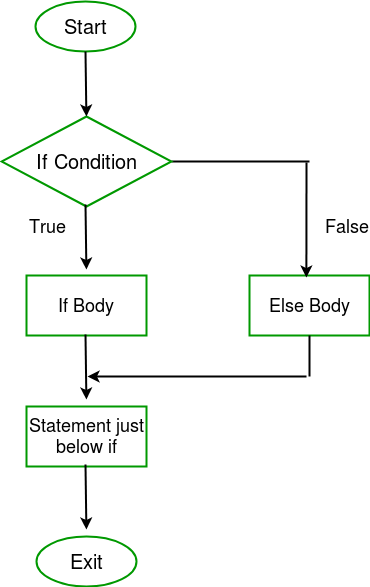 Start
If Condition
True
False
If Body
Else Body
Statement just
below if
Exit